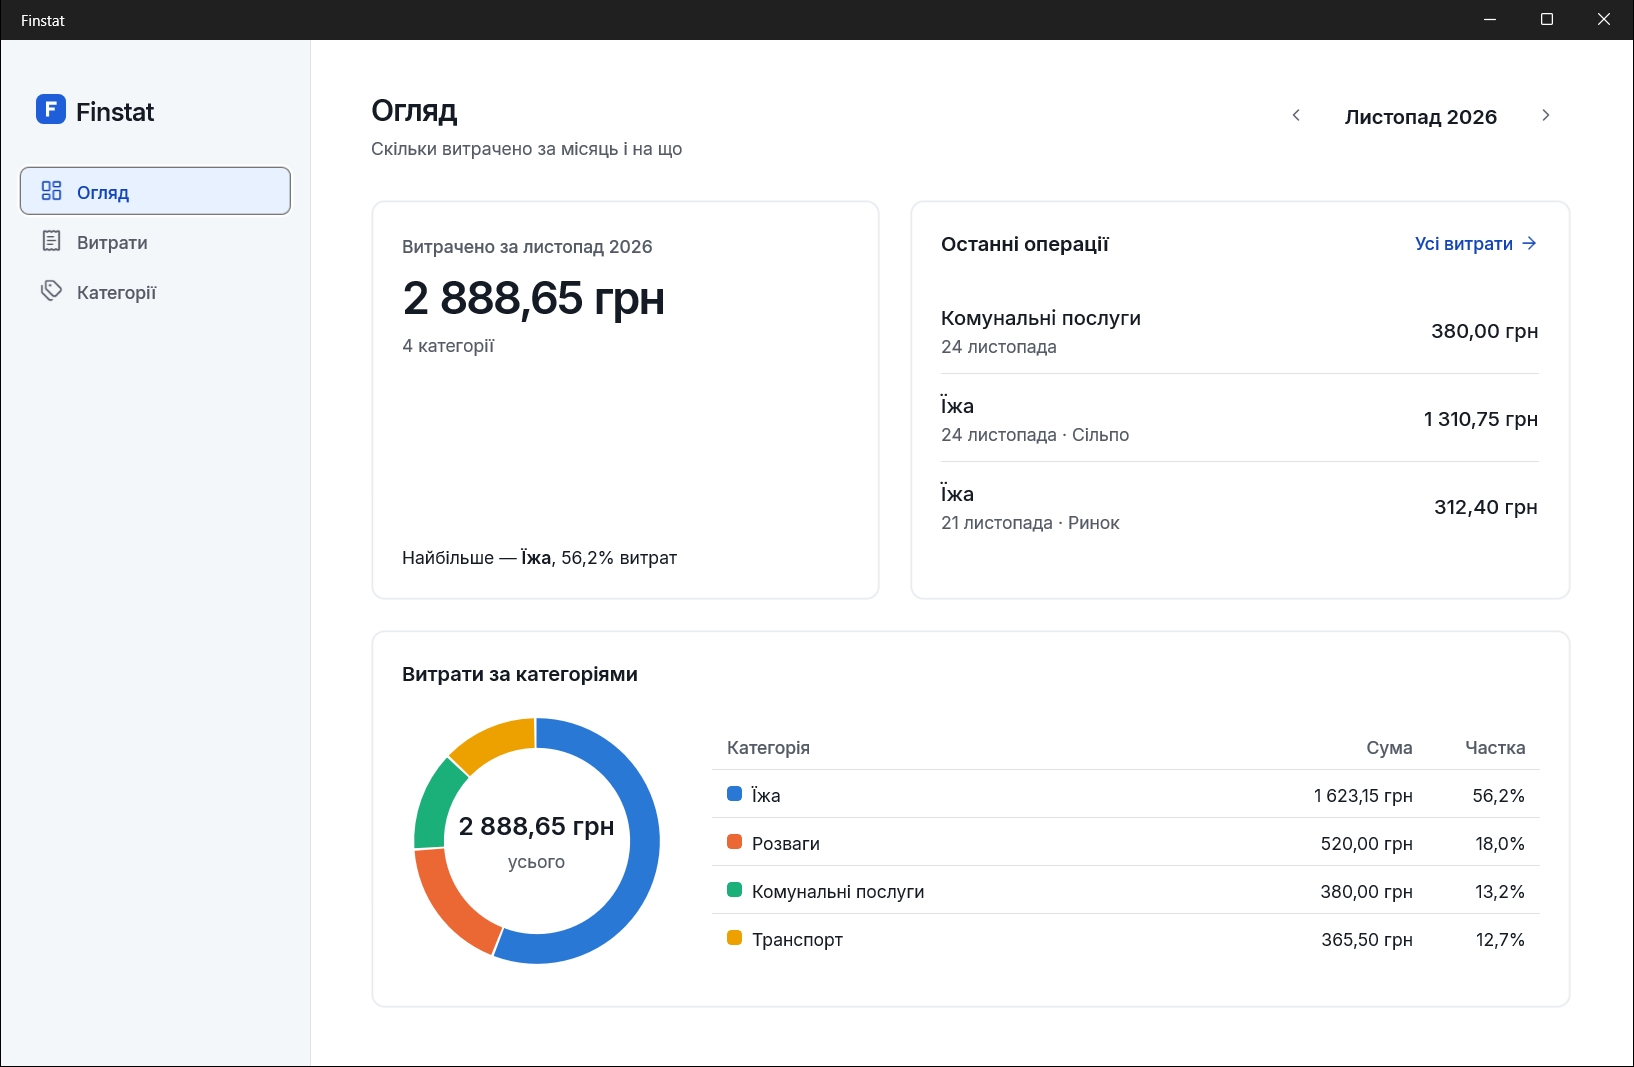 Finstat
F Finstat
Огляд
Витрати
Категорії
Огляд
Скільки витрачено за місяць і на що
Листопад 2026
Витрачено за листопад 2026
2 888,65 грн
4 категорії
Найбільше — Їжа, 56,2% витрат
Останні операції
Усі витрати →
Комунальні послуги
24 листопада
380,00 грн
Їжа
24 листопада · Сільпо
1 310,75 грн
Їжа
21 листопада · Ринок
312,40 грн
Витрати за категоріями
2 888,65 грн
усього
Категорія Сума Частка
Їжа 1 623,15 грн 56,2%
Розваги 520,00 грн 18,0%
Комунальні послуги 380,00 грн 13,2%
Транспорт 365,50 грн 12,7%